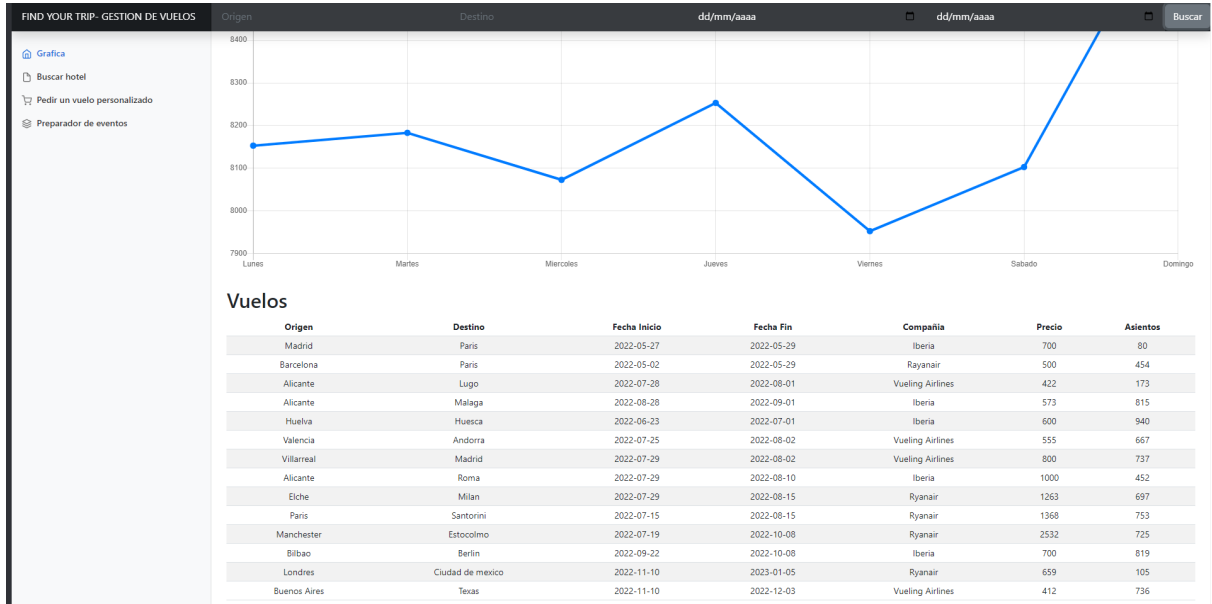 FIND YOUR TRIP- GESTION DE VUELOS Origen Destino dd/mm/aaaa dd/mm/aaaa Buscar
Grafica
Buscar hotel
Pedir un vuelo personalizado
Preparador de eventos
8400
8300
8200
8100
8000
7900
Lunes Martes Miercoles Jueves Viernes Sabado Domingo
Vuelos
Origen Destino Fecha Inicio Fecha Fin Compañia Precio Asientos
Madrid Paris 2022-05-27 2022-05-29 Iberia 700 80
Barcelona Paris 2022-05-02 2022-05-29 Rayanair 500 454
Alicante Lugo 2022-07-28 2022-08-01 Vueling Airlines 422 173
Alicante Malaga 2022-08-28 2022-09-01 Iberia 573 815
Huelva Huesca 2022-06-23 2022-07-01 Iberia 600 940
Valencia Andorra 2022-07-25 2022-08-02 Vueling Airlines 555 667
Villarreal Madrid 2022-07-29 2022-08-02 Vueling Airlines 800 737
Alicante Roma 2022-07-29 2022-08-10 Iberia 1000 452
Elche Milan 2022-07-29 2022-08-15 Ryanair 1263 697
Paris Santorini 2022-07-15 2022-08-15 Ryanair 1368 753
Manchester Estocolmo 2022-07-19 2022-10-08 Ryanair 2532 725
Bilbao Berlin 2022-09-22 2022-10-08 Iberia 700 819
Londres Ciudad de mexico 2022-11-10 2023-01-05 Ryanair 659 105
Buenos Aires Texas 2022-11-10 2022-12-03 Vueling Airlines 412 736